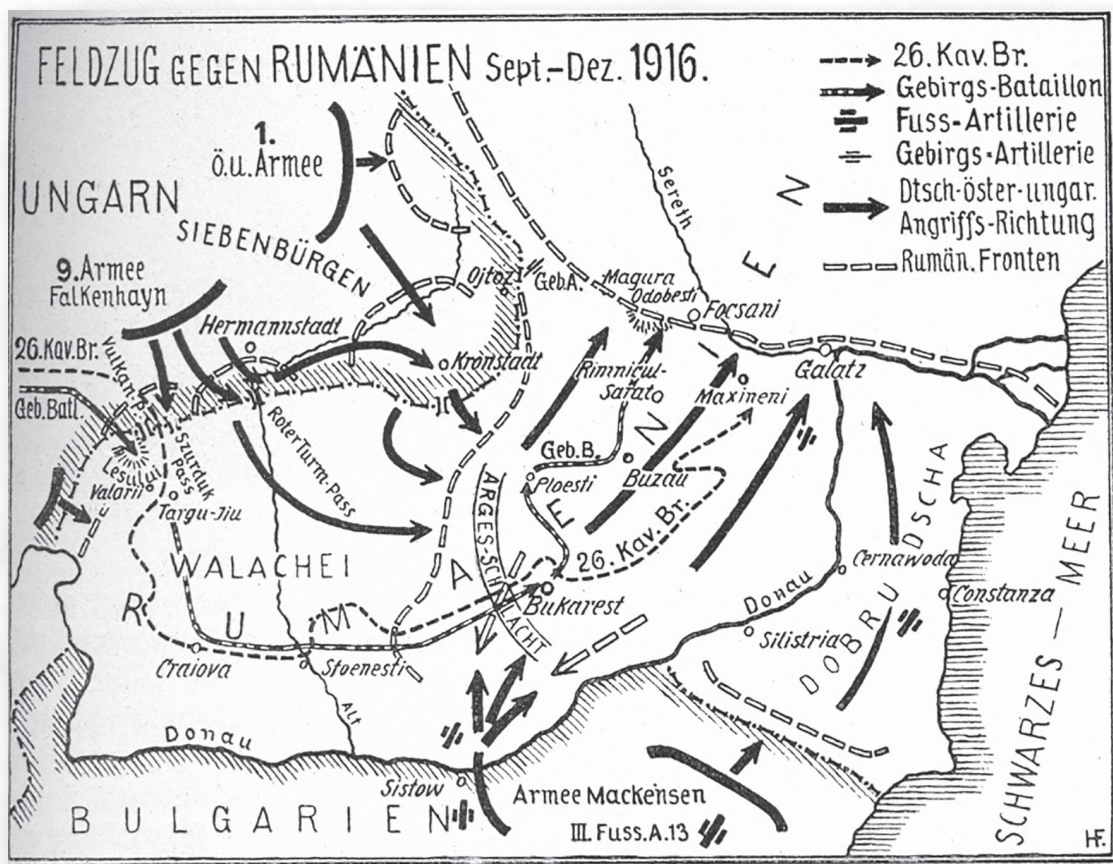 FELDZUG GEGEN RUMÄNIEN Sept.-Dez. 1916.
26. Kav. Br.
Gebirgs-Bataillon
Fuss-Artillerie
Gebirgs-Artillerie
Dtsch-öster-ungar.
Angriffs-Richtung
Rumän. Fronten
1.
ö.u. Armee
UNGARN
SIEBENBÜRGEN
9. Armee
Falkenhayn
Sereth
Ojtoz
Geb.A.
Magura
Odobesti
Focsani
Hermannstadt
26. Kav. Br.
Vulkan-P.
Geb. Batl.
Kronstadt
Rimnicul-
Sarat
Maxineni
Galatz
Roter Turm-Pass
Szurduk
Pass
Lesului
Valarii
Targu-Jiu
Geb. B.
Ploesti
Buzau
ARGES-SCHLACHT
26. Kav. Br.
WALACHEI
RUMÄNIEN
Bukarest
Cernawoda
DOBRUDSCHA
Constanza
Donau
Silistria
Craiova
Stoenesti
Alt
Donau
Sistow
BULGARIEN
Armee Mackensen
III. Fuss. A. 13
SCHWARZES — MEER
HF.